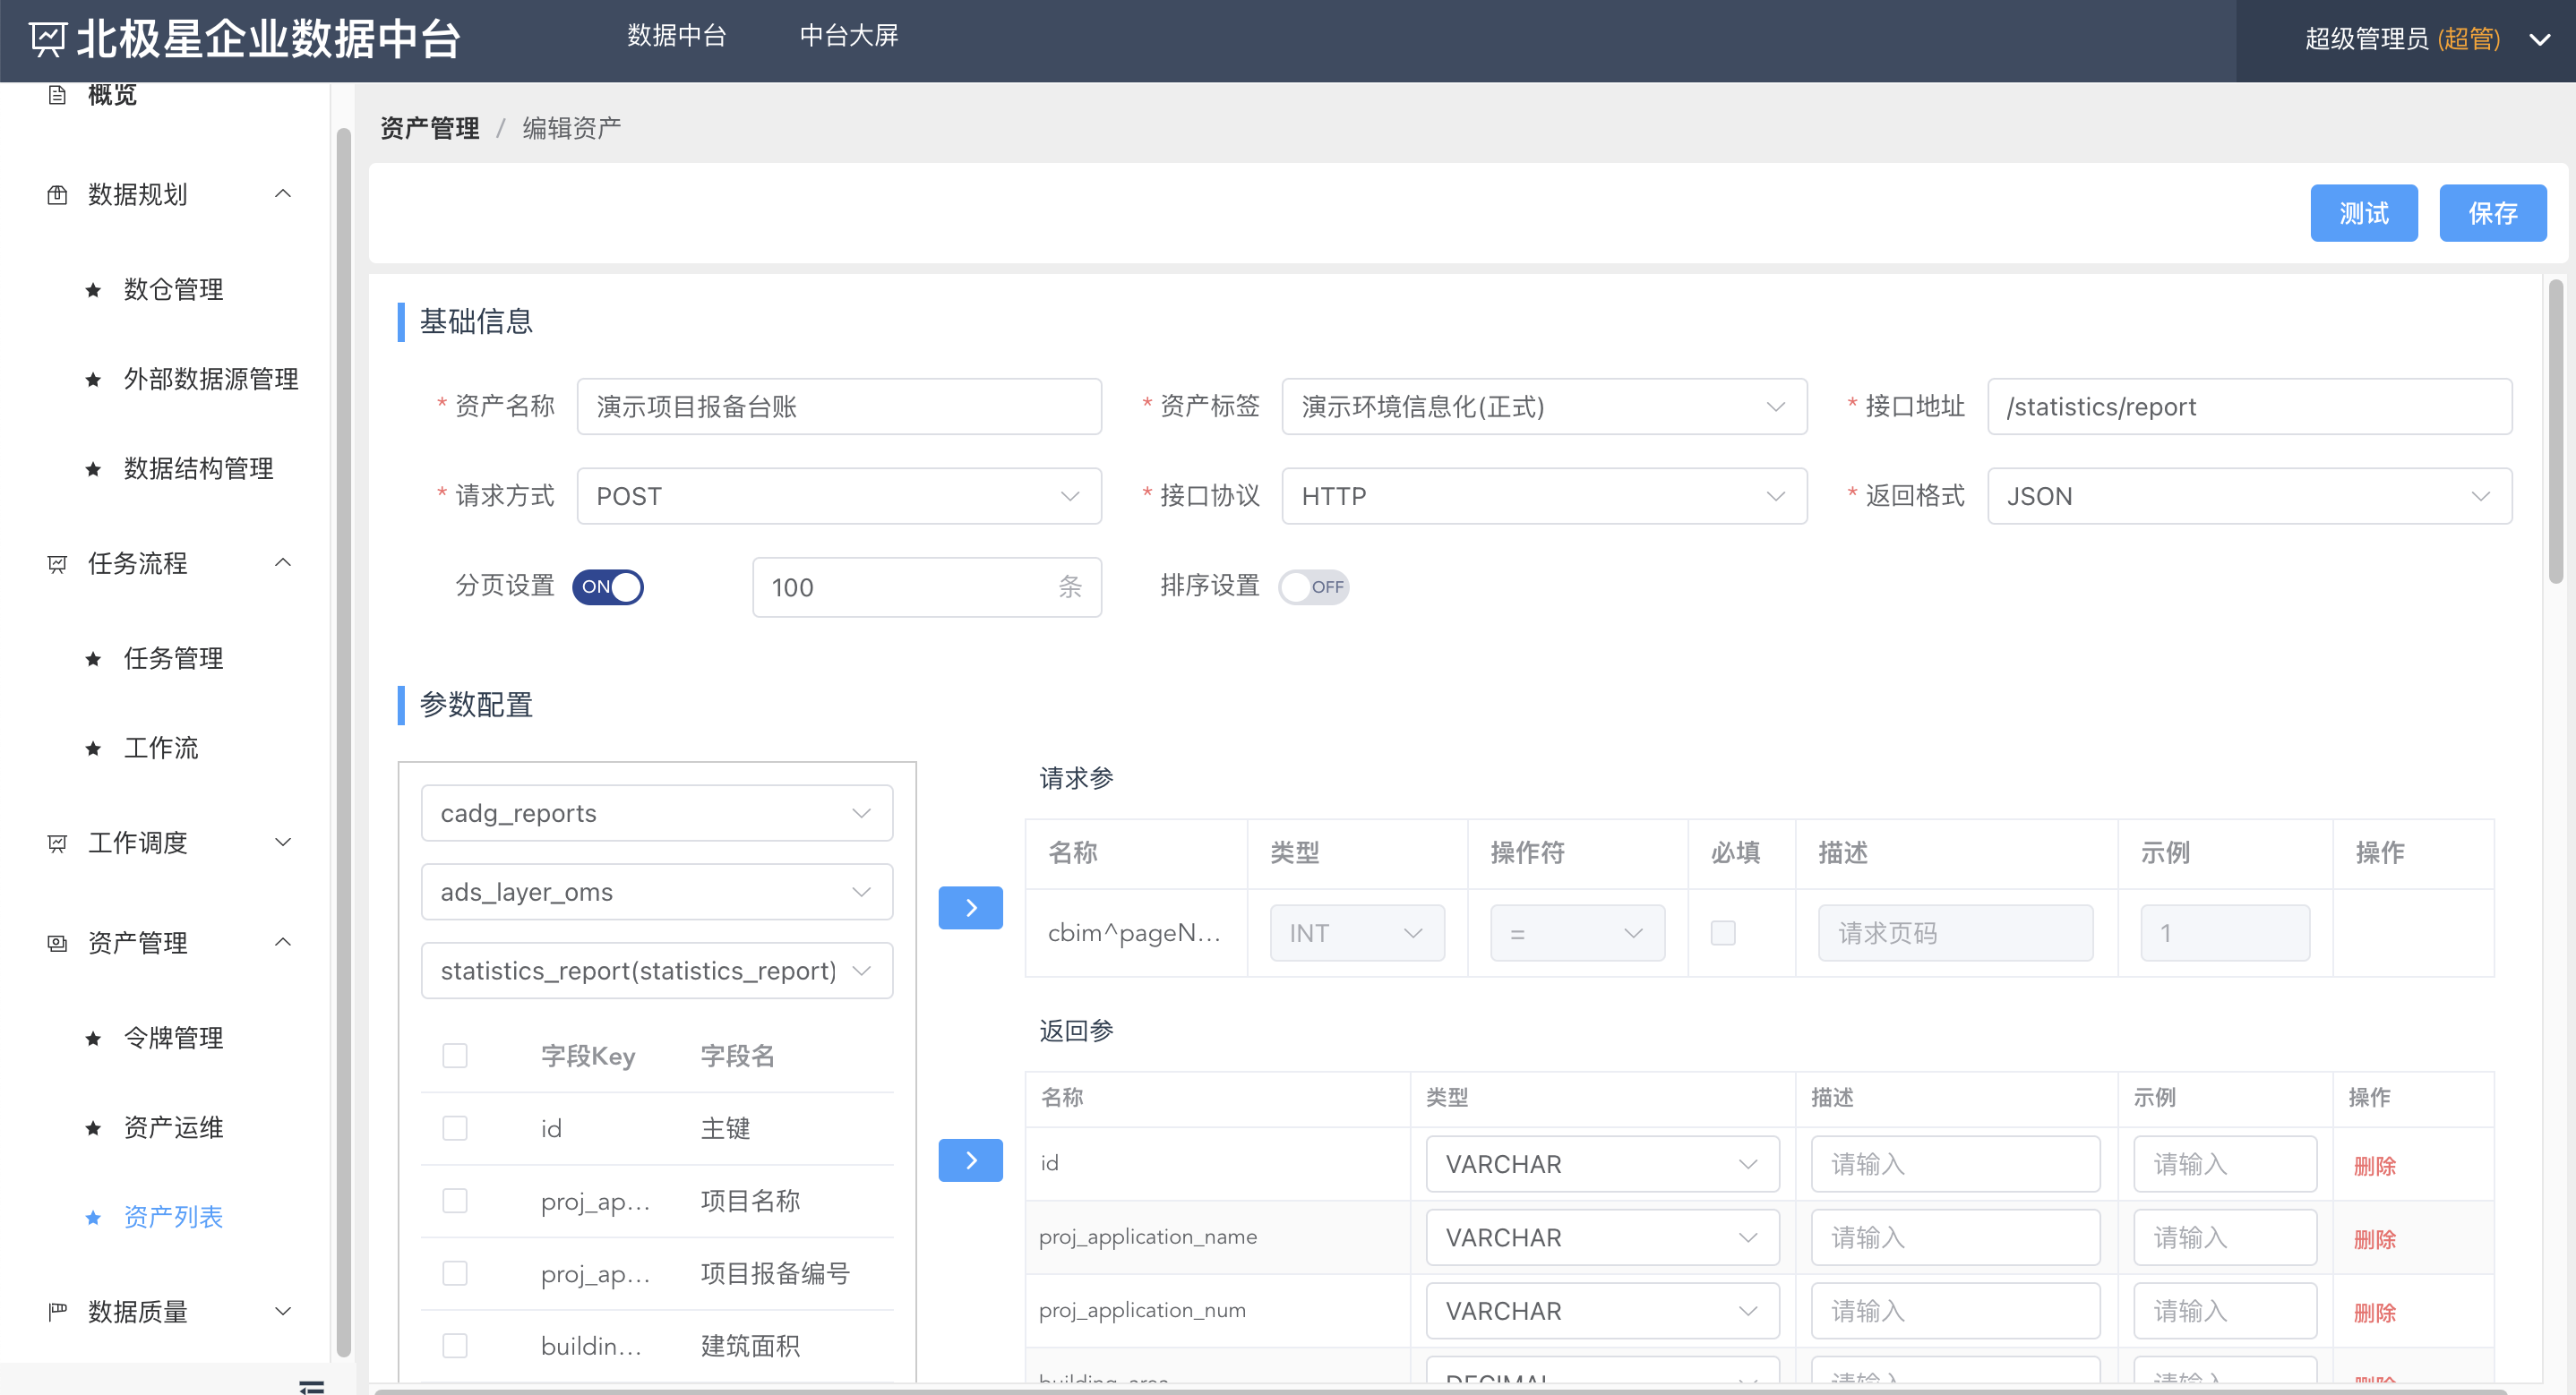 北极星企业数据中台
数据中台
中台大屏
超级管理员 (超管)
概览
数据规划
数仓管理
外部数据源管理
数据结构管理
任务流程
任务管理
工作流
工作调度
资产管理
令牌管理
资产运维
资产列表
数据质量
资产管理 / 编辑资产
测试
保存
基础信息
* 资产名称 演示项目报备台账
* 资产标签 演示环境信息化(正式)
* 接口地址 /statistics/report
* 请求方式 POST
* 接口协议 HTTP
* 返回格式 JSON
分页设置 ON 100 条
排序设置 OFF
参数配置
cadg_reports
ads_layer_oms
statistics_report(statistics_report)
字段Key 字段名
id 主键
proj_ap... 项目名称
proj_ap... 项目报备编号
buildin... 建筑面积
请求参
名称 类型 操作符 必填 描述 示例 操作
cbim^pageN... INT = 请求页码 1
返回参
名称 类型 描述 示例 操作
id VARCHAR 请输入 请输入 删除
proj_application_name VARCHAR 请输入 请输入 删除
proj_application_num VARCHAR 请输入 请输入 删除
building_area DECIMAL 请输入 请输入 删除